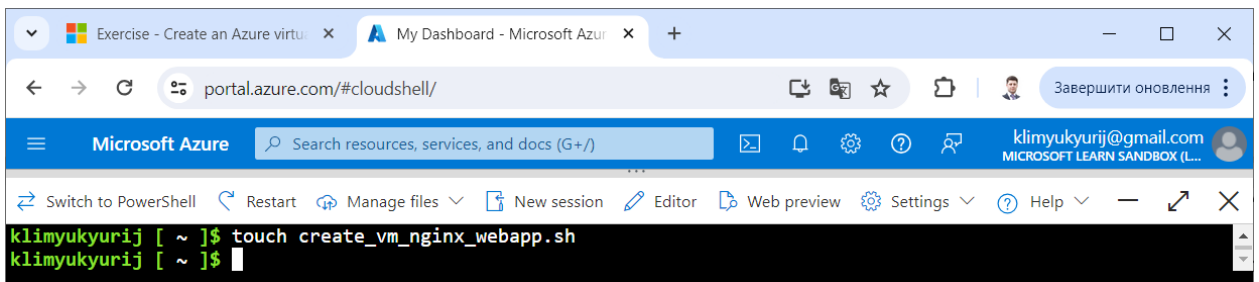 Exercise - Create an Azure virtu
My Dashboard - Microsoft Azur
portal.azure.com/#cloudshell/
Завершити оновлення
Microsoft Azure
Search resources, services, and docs (G+/)
klimyukyurij@gmail.com
MICROSOFT LEARN SANDBOX (L...
Switch to PowerShell Restart Manage files New session Editor Web preview Settings Help
klimyukyurij [ ~ ]$ touch create_vm_nginx_webapp.sh
klimyukyurij [ ~ ]$